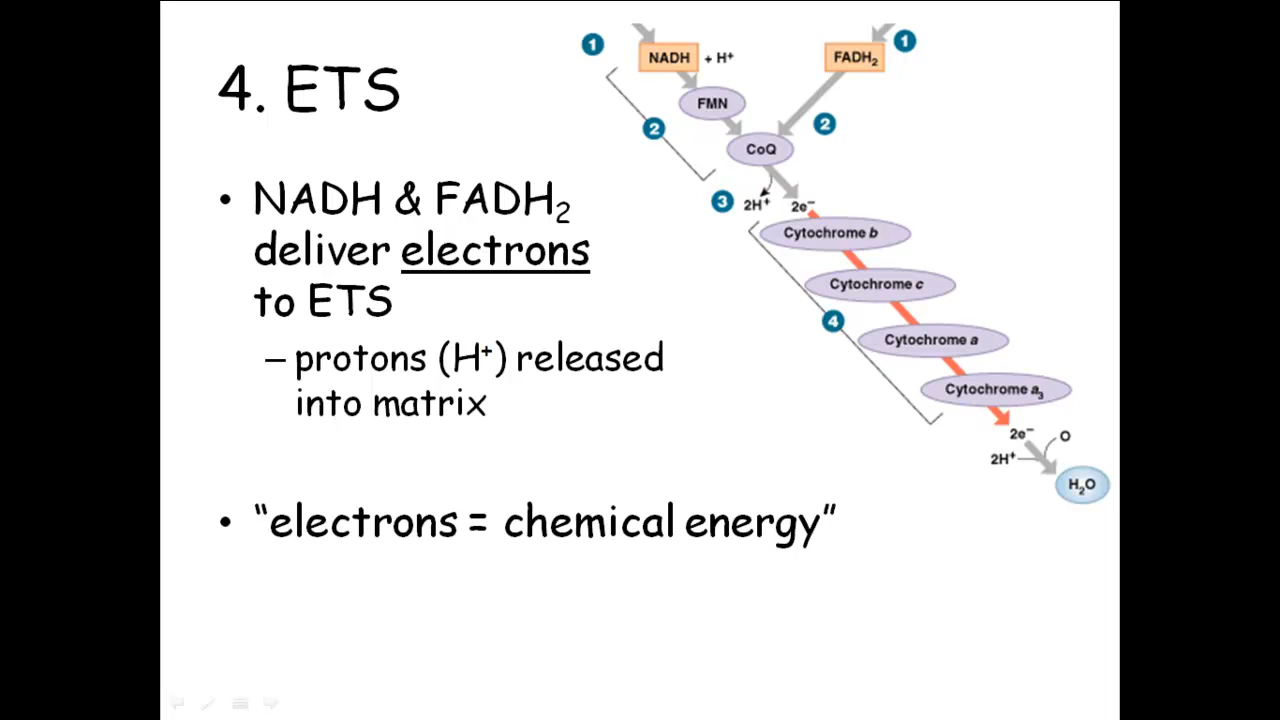 4. ETS
• NADH & FADH₂
deliver electrons
to ETS
– protons (H⁺) released
into matrix
• “electrons = chemical energy”
1
NADH + H⁺
FADH₂
1
FMN
2
2
CoQ
3
2H⁺ 2e⁻
Cytochrome b
Cytochrome c
4
Cytochrome a
Cytochrome a₃
2e⁻
O
2H⁺
H₂O